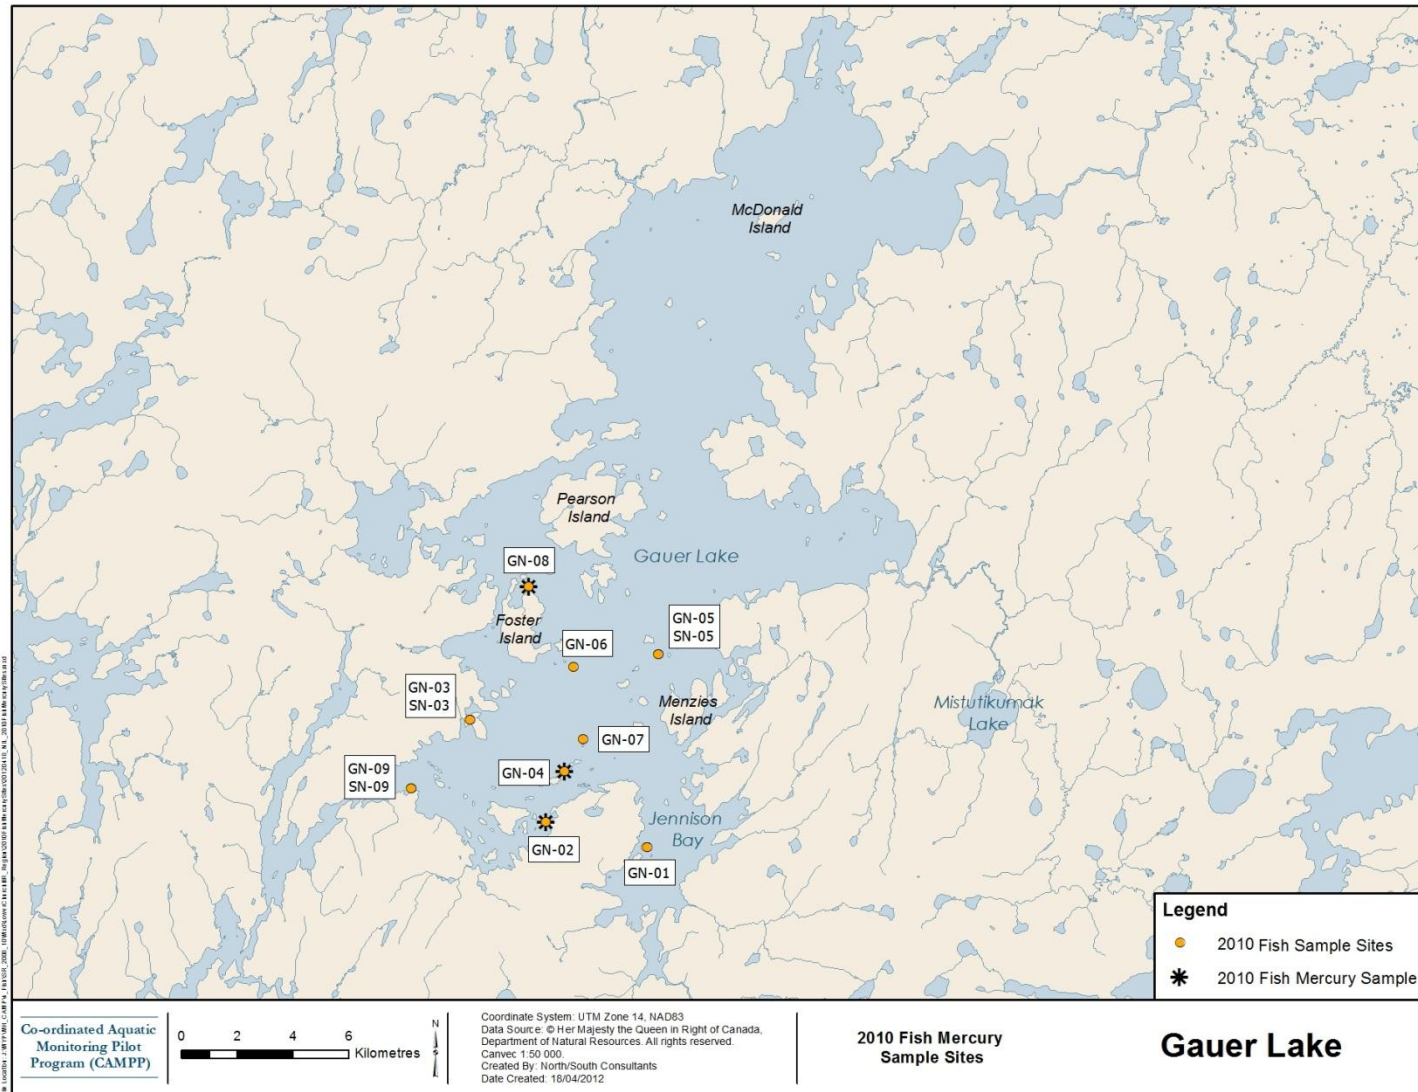 McDonald
Island
Pearson
Island
Gauer Lake
GN-08
Foster
Island
GN-05
SN-05
GN-06
GN-03
SN-03
Menzies
Island
Mistutikumak
Lake
GN-07
GN-04
GN-09
SN-09
Jennison
Bay
GN-02
GN-01
Legend
2010 Fish Sample Sites
2010 Fish Mercury Sample
Co-ordinated Aquatic
Monitoring Pilot
Program (CAMPP)
0 2 4 6
Kilometres
N
Coordinate System: UTM Zone 14, NAD83
Data Source: © Her Majesty the Queen in Right of Canada,
Department of Natural Resources. All rights reserved.
Canvec 1:50 000.
Created By: North/South Consultants
Date Created: 18/04/2012
2010 Fish Mercury
Sample Sites
Gauer Lake